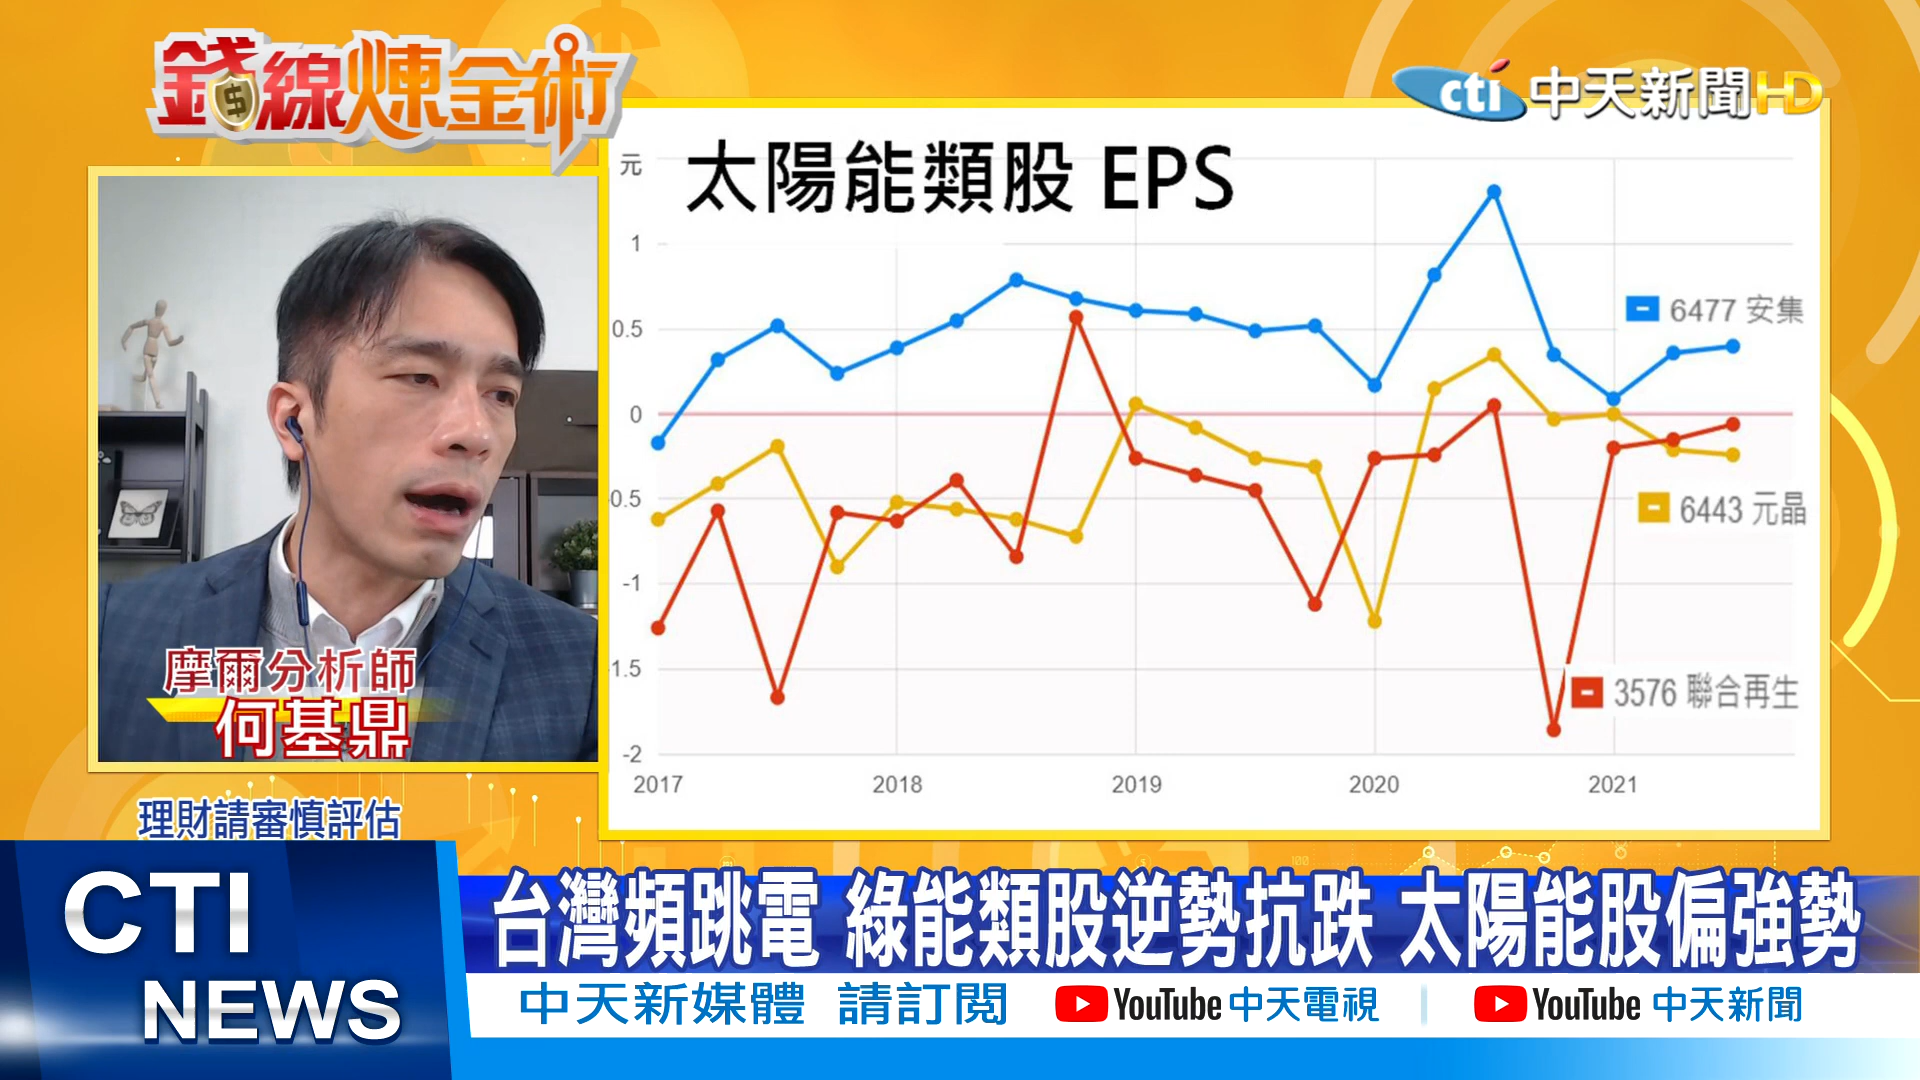 錢線煉金術
cti 中天新聞HD
元
太陽能類股 EPS
1
0.5
0
-0.5
-1
-1.5
-2
2017 2018 2019 2020 2021
6477 安集
6443 元晶
3576 聯合再生
摩爾分析師
何基鼎
理財請審慎評估
CTI
NEWS
台灣頻跳電 綠能類股逆勢抗跌 太陽能股偏強勢
中天新媒體 請訂閱 YouTube 中天電視 | YouTube 中天新聞